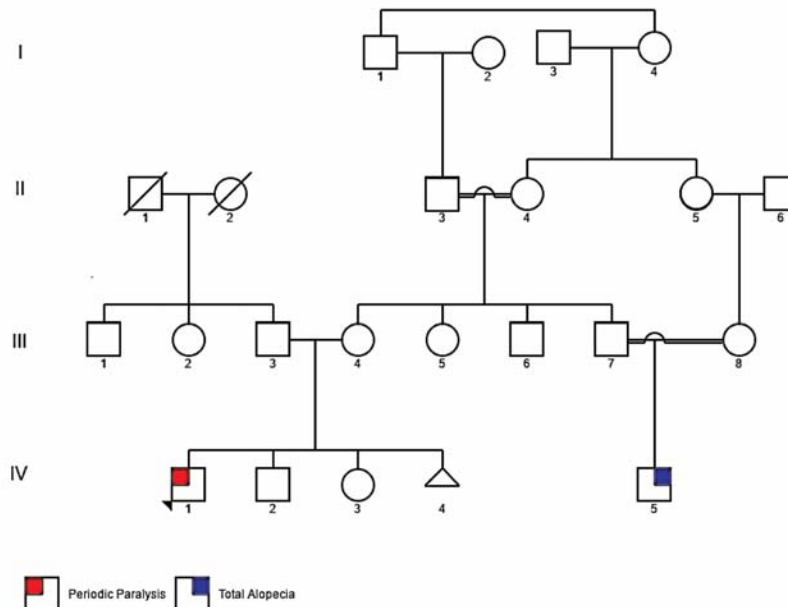 I
1 2 3 4
II
1 2 3 4 5 6
III
1 2 3 4 5 6 7 8
IV
1 2 3 4 5
Periodic Paralysis Total Alopecia